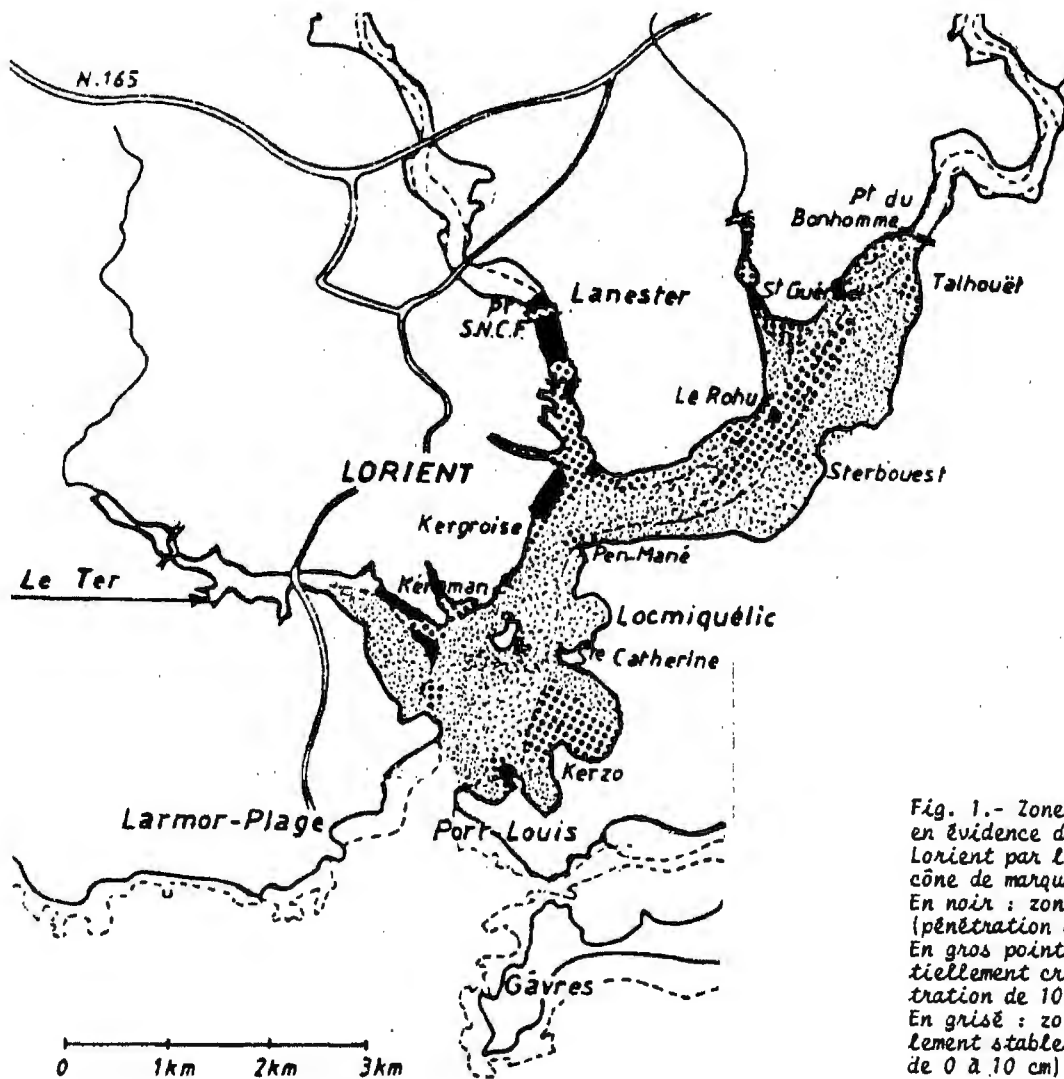 N.165
Pt du
Bonhomme
Talhouët
Lanester
Pt
S.N.C.F.
Le Rohu
LORIENT
Sterbouest
Kergroise
Pen-Mané
Le Ter
Locmiquélic
Ste
Catherine
Kerzo
Larmor-Plage
Port-Louis
Gâvres
0 1km 2km 3km
Fig. 1.- Zone
en évidence d
Lorient par l
cône de marqu
En noir : zon
(pénétration
En gros point
tiellement cr
tration de 10
En grisé : zo
lement stable
de 0 à 10 cm)